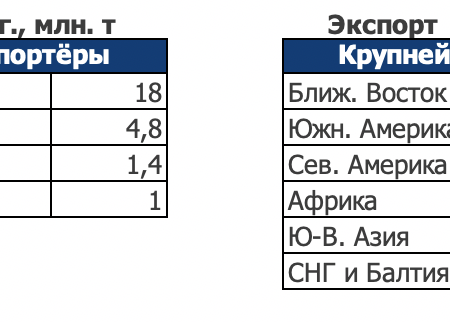 г., млн. т
портёры
18
4,8
1,4
1
Экспорт
Крупней
Ближ. Восток
Южн. Америка
Сев. Америка
Африка
Ю-В. Азия
СНГ и Балтия